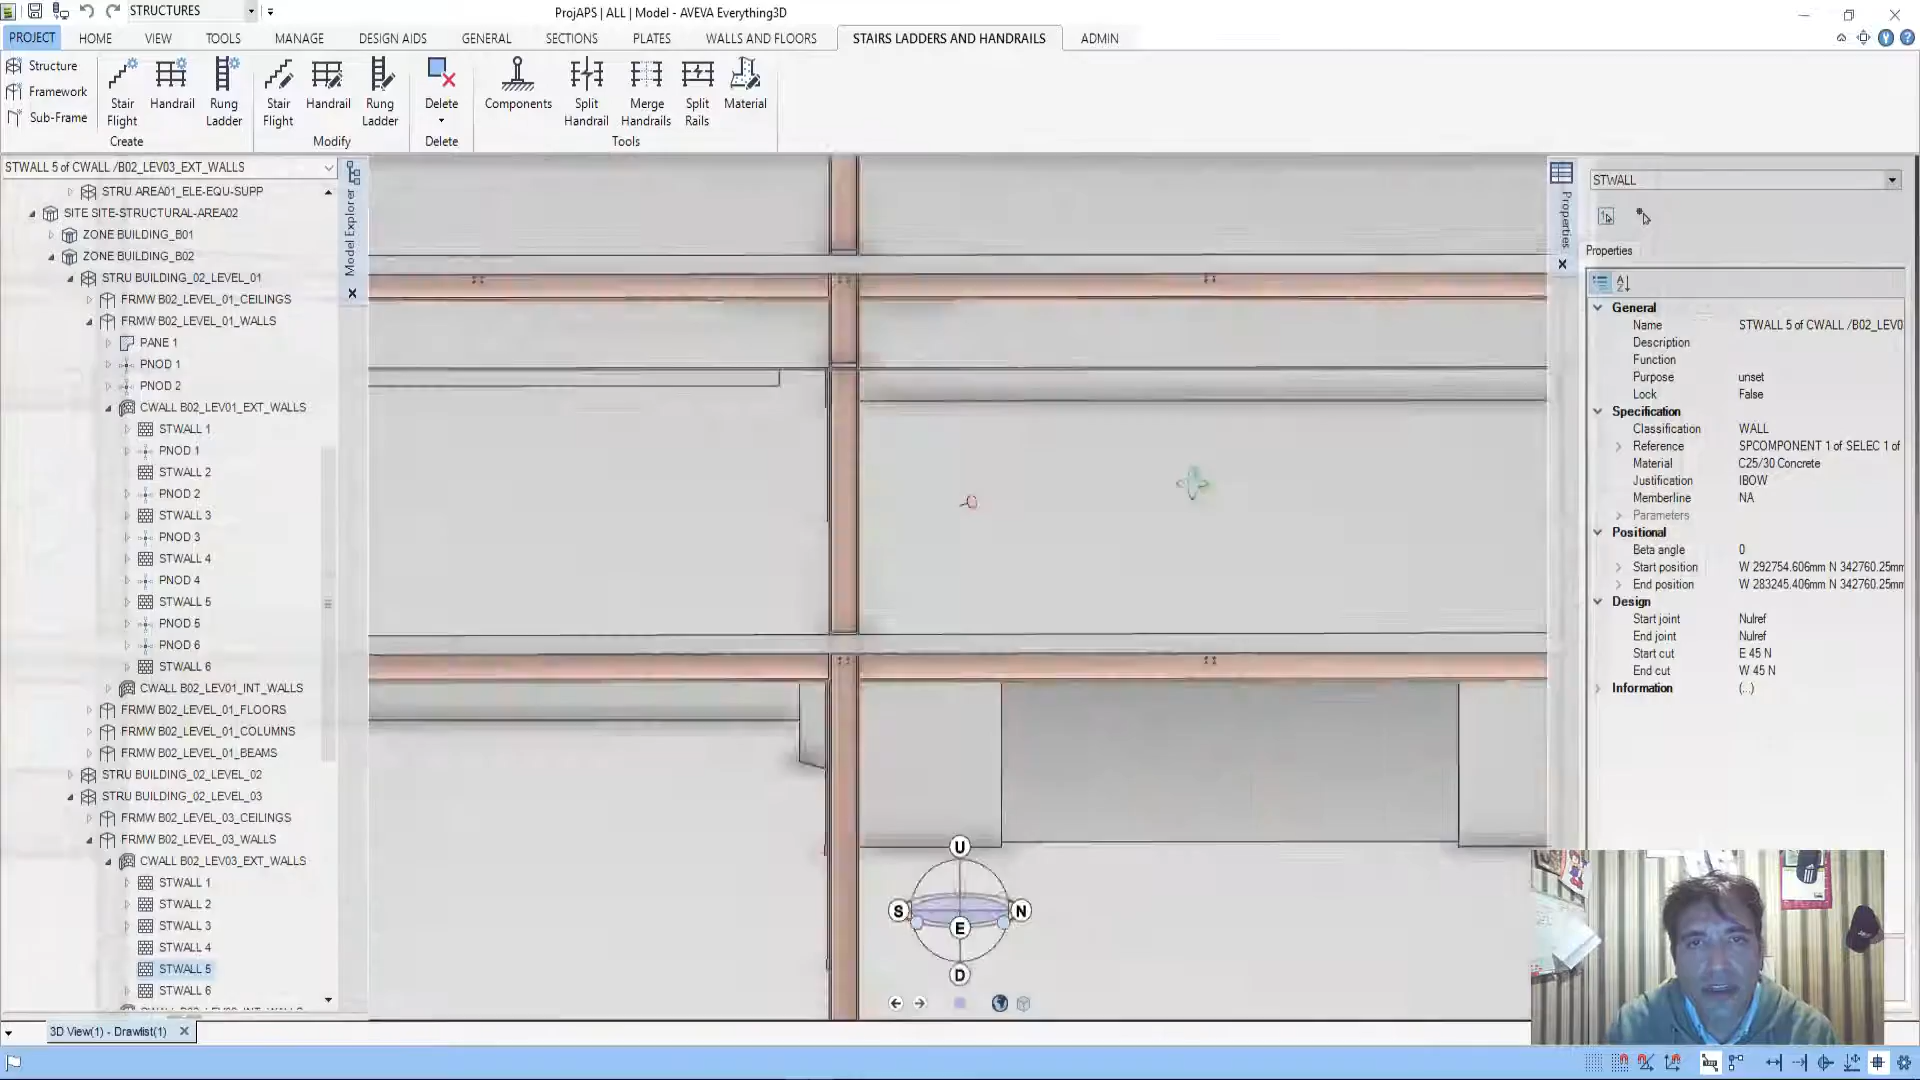 STRUCTURES
ProjAPS | ALL | Model - AVEVA Everything3D
PROJECT
HOME
VIEW
TOOLS
MANAGE
DESIGN AIDS
GENERAL
SECTIONS
PLATES
WALLS AND FLOORS
STAIRS LADDERS AND HANDRAILS
ADMIN
Structure
Framework
Sub-Frame
Stair
Flight
Handrail
Rung
Ladder
Create
Stair
Flight
Handrail
Rung
Ladder
Modify
Delete
Delete
Components
Split
Handrail
Merge
Handrails
Split
Rails
Material
Tools
STWALL 5 of CWALL /B02_LEV03_EXT_WALLS
STRU AREA01_ELE-EQU-SUPP
SITE SITE-STRUCTURAL-AREA02
ZONE BUILDING_B01
ZONE BUILDING_B02
STRU BUILDING_02_LEVEL_01
FRMW B02_LEVEL_01_CEILINGS
FRMW B02_LEVEL_01_WALLS
PANE 1
PNOD 1
PNOD 2
CWALL B02_LEV01_EXT_WALLS
STWALL 1
PNOD 1
STWALL 2
PNOD 2
STWALL 3
PNOD 3
STWALL 4
PNOD 4
STWALL 5
PNOD 5
PNOD 6
STWALL 6
CWALL B02_LEV01_INT_WALLS
FRMW B02_LEVEL_01_FLOORS
FRMW B02_LEVEL_01_COLUMNS
FRMW B02_LEVEL_01_BEAMS
STRU BUILDING_02_LEVEL_02
STRU BUILDING_02_LEVEL_03
FRMW B02_LEVEL_03_CEILINGS
FRMW B02_LEVEL_03_WALLS
CWALL B02_LEV03_EXT_WALLS
STWALL 1
STWALL 2
STWALL 3
STWALL 4
STWALL 5
STWALL 6
Model Explorer
U
S
N
E
D
Properties
STWALL
Properties
General
Name STWALL 5 of CWALL /B02_LEV0
Description
Function
Purpose unset
Lock False
Specification
Classification WALL
Reference SPCOMPONENT 1 of SELEC 1 of
Material C25/30 Concrete
Justification IBOW
Memberline NA
Parameters
Positional
Beta angle 0
Start position W 292754.606mm N 342760.25mm
End position W 283245.406mm N 342760.25mm
Design
Start joint Nulref
End joint Nulref
Start cut E 45 N
End cut W 45 N
Information (...)
3D View(1) - Drawlist(1)